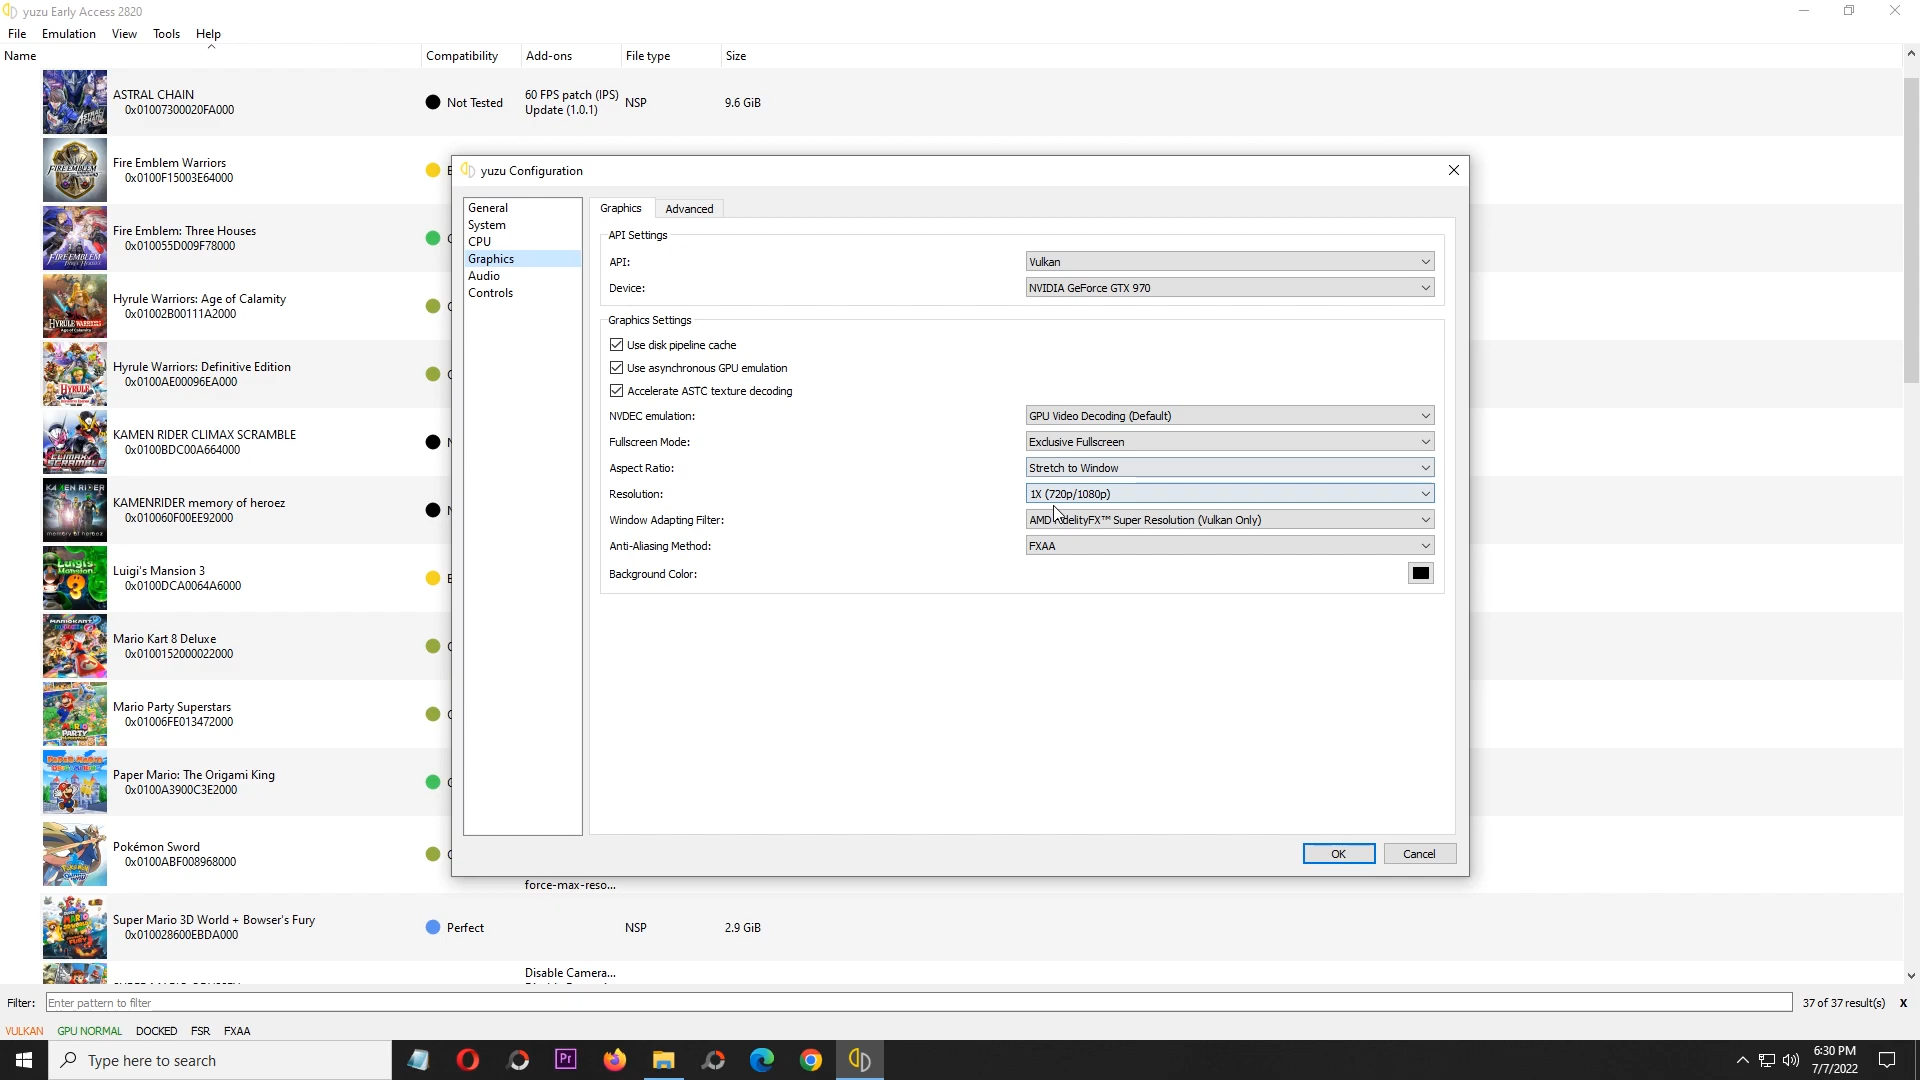 yuzu Early Access 2820
File Emulation View Tools Help
Name Compatibility Add-ons File type Size
ASTRAL CHAIN
0x01007300020FA000
Not Tested
60 FPS patch (IPS)
Update (1.0.1)
NSP
9.6 GiB
Fire Emblem Warriors
0x0100F15003E64000
Fire Emblem: Three Houses
0x010055D009F78000
Hyrule Warriors: Age of Calamity
0x01002B00111A2000
Hyrule Warriors: Definitive Edition
0x0100AE00096EA000
KAMEN RIDER CLIMAX SCRAMBLE
0x0100BDC00A664000
KAMENRIDER memory of heroez
0x010060F00EE92000
Luigi's Mansion 3
0x0100DCA0064A6000
Mario Kart 8 Deluxe
0x0100152000022000
Mario Party Superstars
0x01006FE013472000
Paper Mario: The Origami King
0x0100A3900C3E2000
Pokémon Sword
0x0100ABF008968000
force-max-reso...
Super Mario 3D World + Bowser's Fury
0x010028600EBDA000
Perfect
NSP
2.9 GiB
Disable Camera...
yuzu Configuration
General
System
CPU
Graphics
Audio
Controls
Graphics Advanced
API Settings
API: Vulkan
Device: NVIDIA GeForce GTX 970
Graphics Settings
Use disk pipeline cache
Use asynchronous GPU emulation
Accelerate ASTC texture decoding
NVDEC emulation: GPU Video Decoding (Default)
Fullscreen Mode: Exclusive Fullscreen
Aspect Ratio: Stretch to Window
Resolution: 1X (720p/1080p)
Window Adapting Filter: AMD FidelityFX™ Super Resolution (Vulkan Only)
Anti-Aliasing Method: FXAA
Background Color:
OK Cancel
Filter: Enter pattern to filter 37 of 37 result(s) X
VULKAN GPU NORMAL DOCKED FSR FXAA
Type here to search
Pr
6:30 PM
7/7/2022